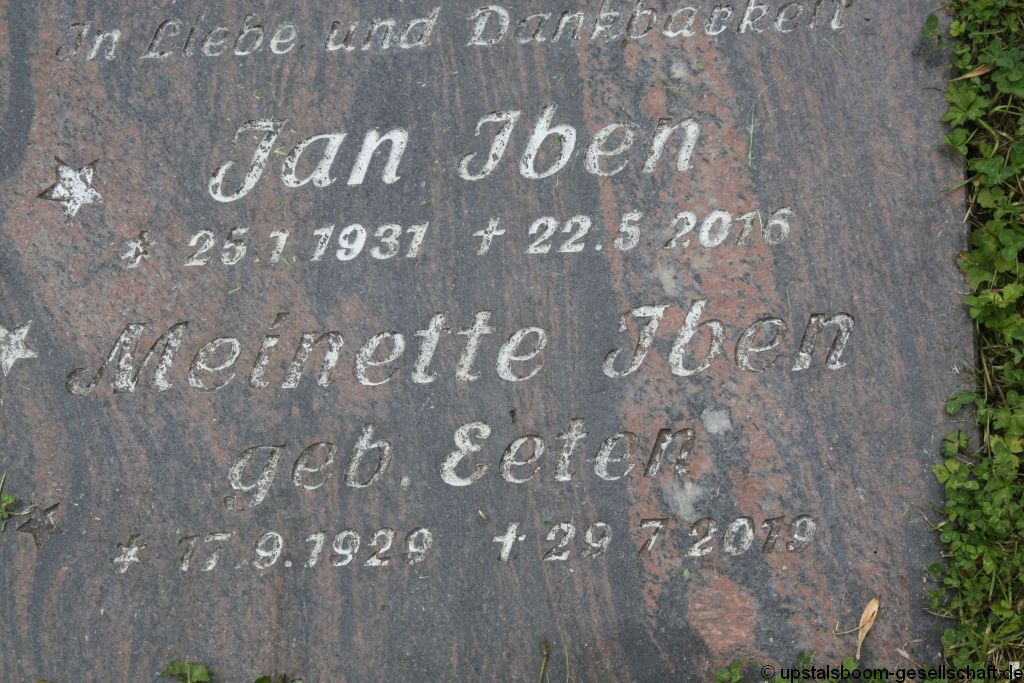 In Liebe und Dankbarkeit
Jan Iben
* 25.1.1931 † 22.5.2016
Meinette Iben
geb. Eeten
* 17.9.1929 † 29.7.2019
© upstalsboom-gesellschaft.de